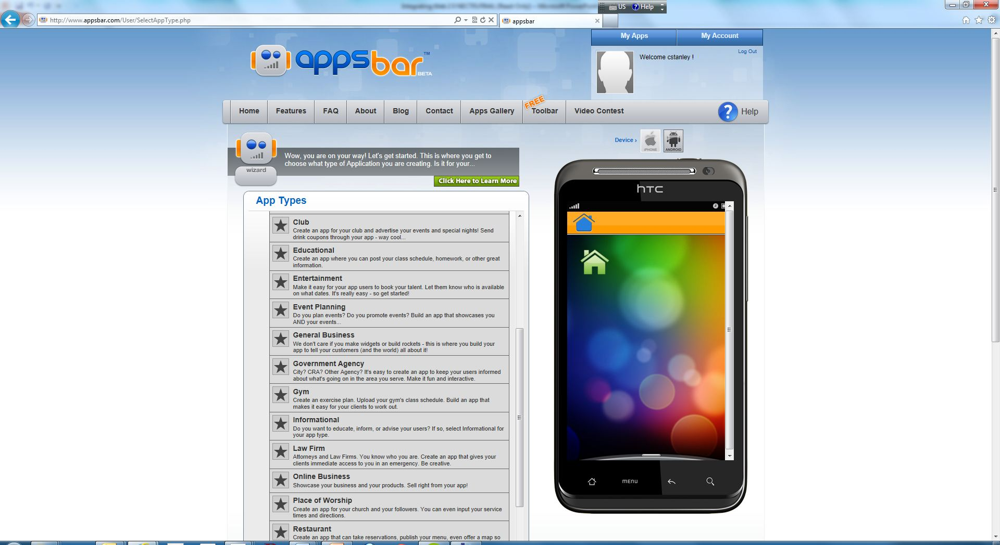 US Help
http://www.appsbar.com/User/SelectAppType.php
appsbar
My Apps
My Account
Log Out
Welcome cstanley !
appsbar™
BETA
FREE
Home
Features
FAQ
About
Blog
Contact
Apps Gallery
Toolbar
Video Contest
? Help
Device ›
iPHONE
ANDROID
wizard
Wow, you are on your way! Let's get started. This is where you get to
choose what type of Application you are creating. Is it for your...
Click Here to Learn More
App Types
Club
Create an app for your club and advertise your events and special nights! Send
drink coupons through your app - way cool...
Educational
Create an app where you can post your class schedule, homework, or other great
information.
Entertainment
Make it easy for your app users to book your talent. Let them know who is available
on what dates. It's really easy - so get started!
Event Planning
Do you plan events? Do you promote events? Build an app that showcases you
AND your events...
General Business
We don't care if you make widgets or build rockets - this is where you build your
app to tell your customers (and the world) all about it!
Government Agency
City? CRA? Other Agency? It's easy to create an app to keep your users informed
about what's going on in the area you serve. Make it fun and interactive.
Gym
Create an exercise plan. Upload your gym's class schedule. Build an app that
makes it easy for your clients to work out.
Informational
Do you want to educate, inform, or advise your users? If so, select Informational for
your app type.
Law Firm
Attorneys and Law Firms. You know who you are. Create an app that gives your
clients immediate access to you in an emergency. Be creative.
Online Business
Showcase your business and your products. Sell right from your app!
Place of Worship
Create an app for your church and your followers. You can even input your service
times and directions.
Restaurant
Create an app that can take reservations, publish your menu, even offer a map so
hTC
MENU